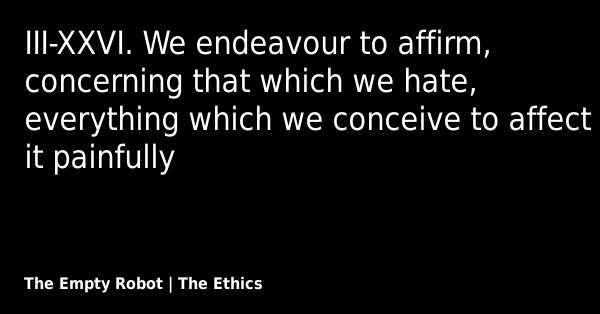 III-XXVI. We endeavour to affirm,
concerning that which we hate,
everything which we conceive to affect
it painfully
The Empty Robot | The Ethics